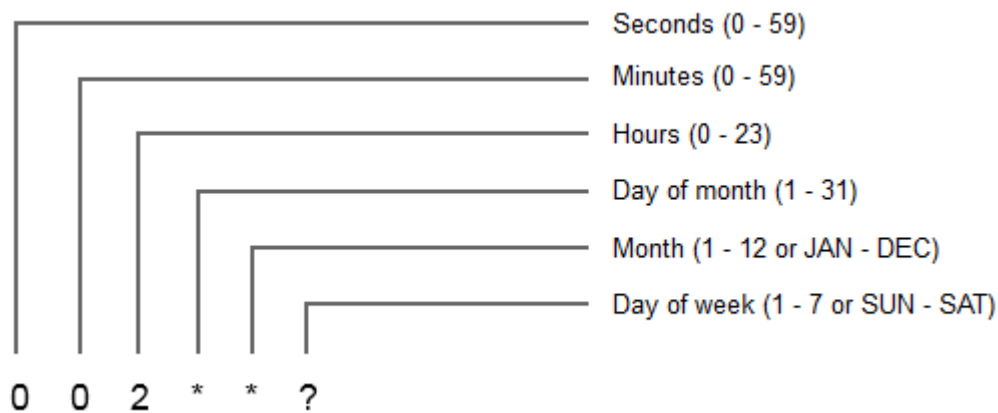 Seconds (0 - 59)
Minutes (0 - 59)
Hours (0 - 23)
Day of month (1 - 31)
Month (1 - 12 or JAN - DEC)
Day of week (1 - 7 or SUN - SAT)
0 0 2 * * ?